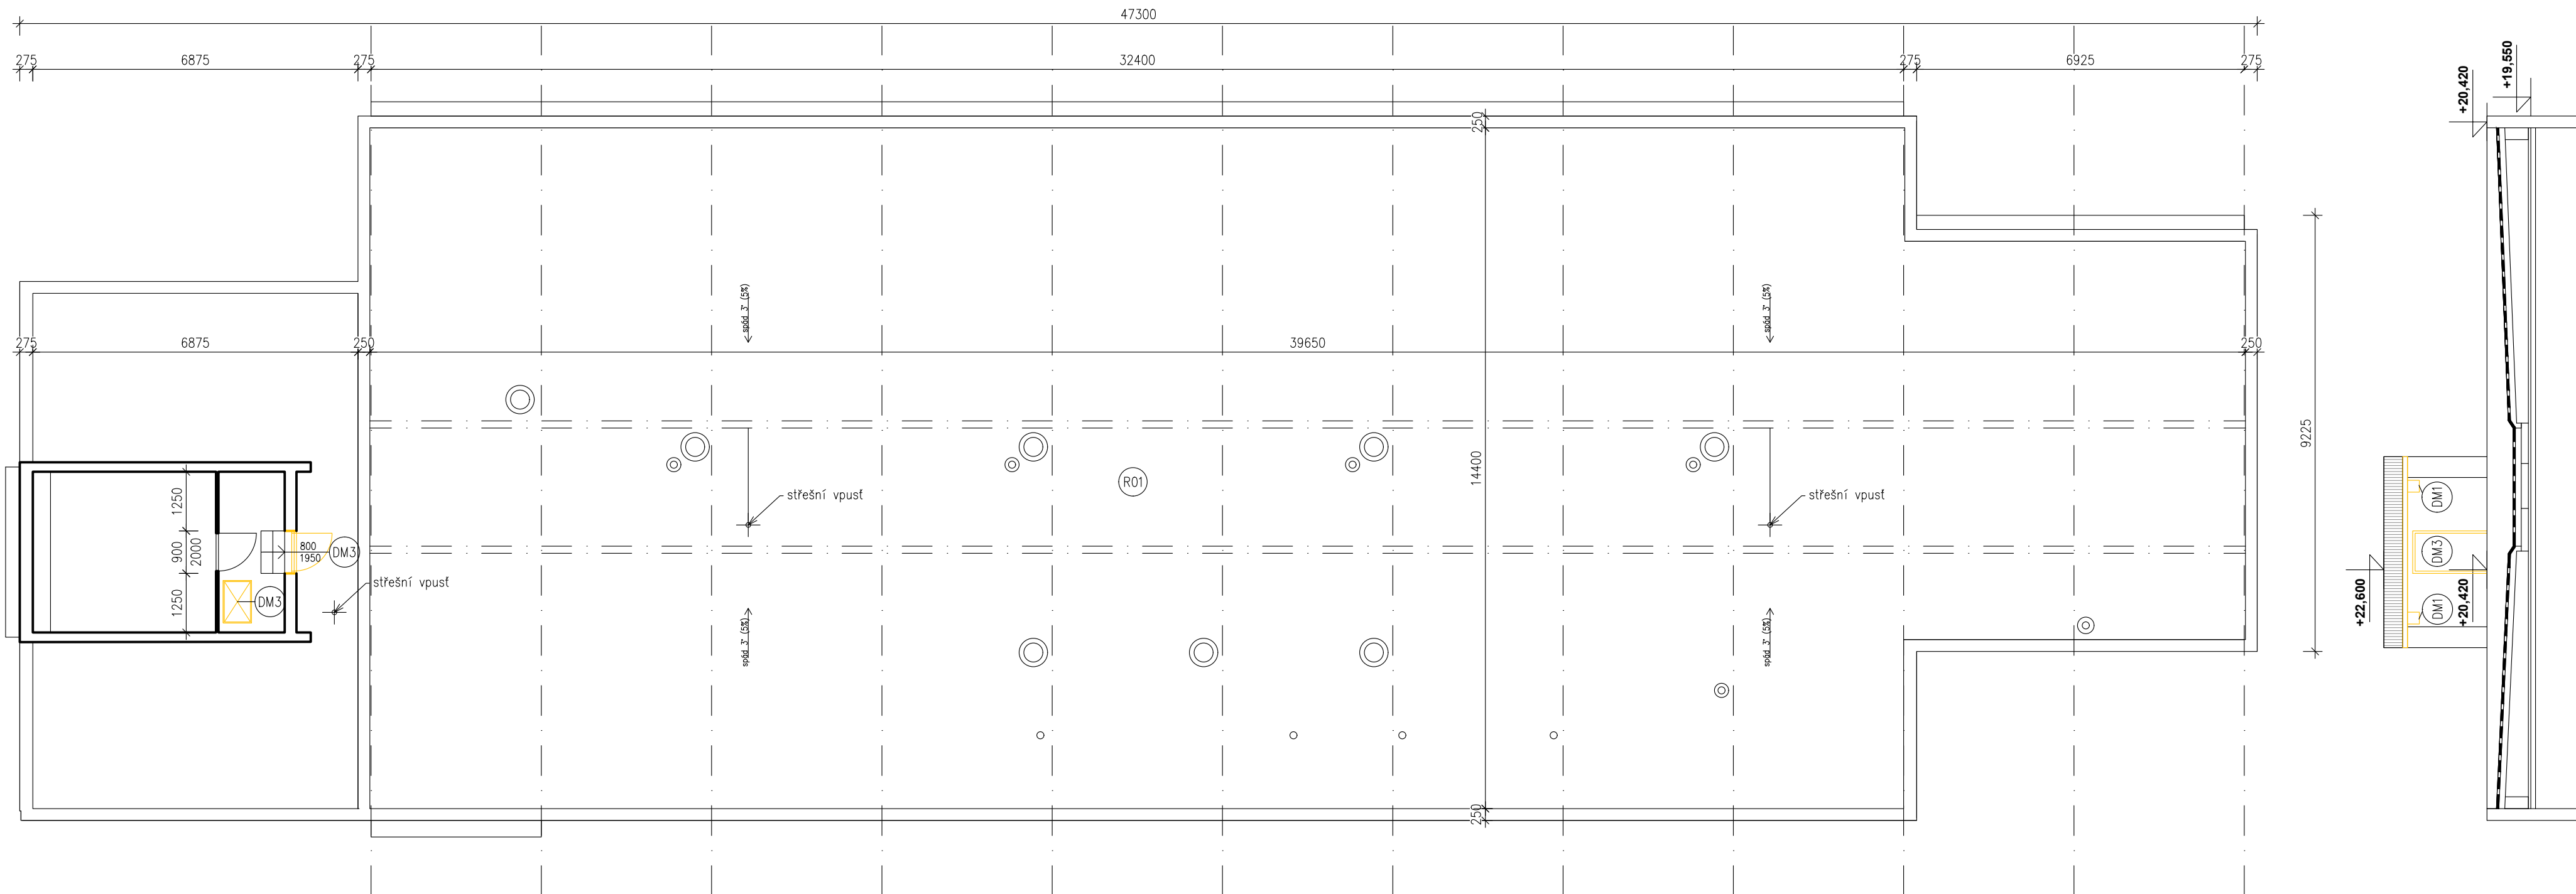 47300
275
6875
275
32400
275
6925
275
+20,420
+19,550
250
spád 3° (5%)
spád 3° (5%)
275
6875
250
39650
250
9225
14400
R01
střešní vpusť
střešní vpusť
1250
900
2000
1250
800
1950
DM3
DM3
střešní vpusť
DM1
DM3
DM1
+22,600
+20,420
spád 3° (5%)
spád 3° (5%)
250